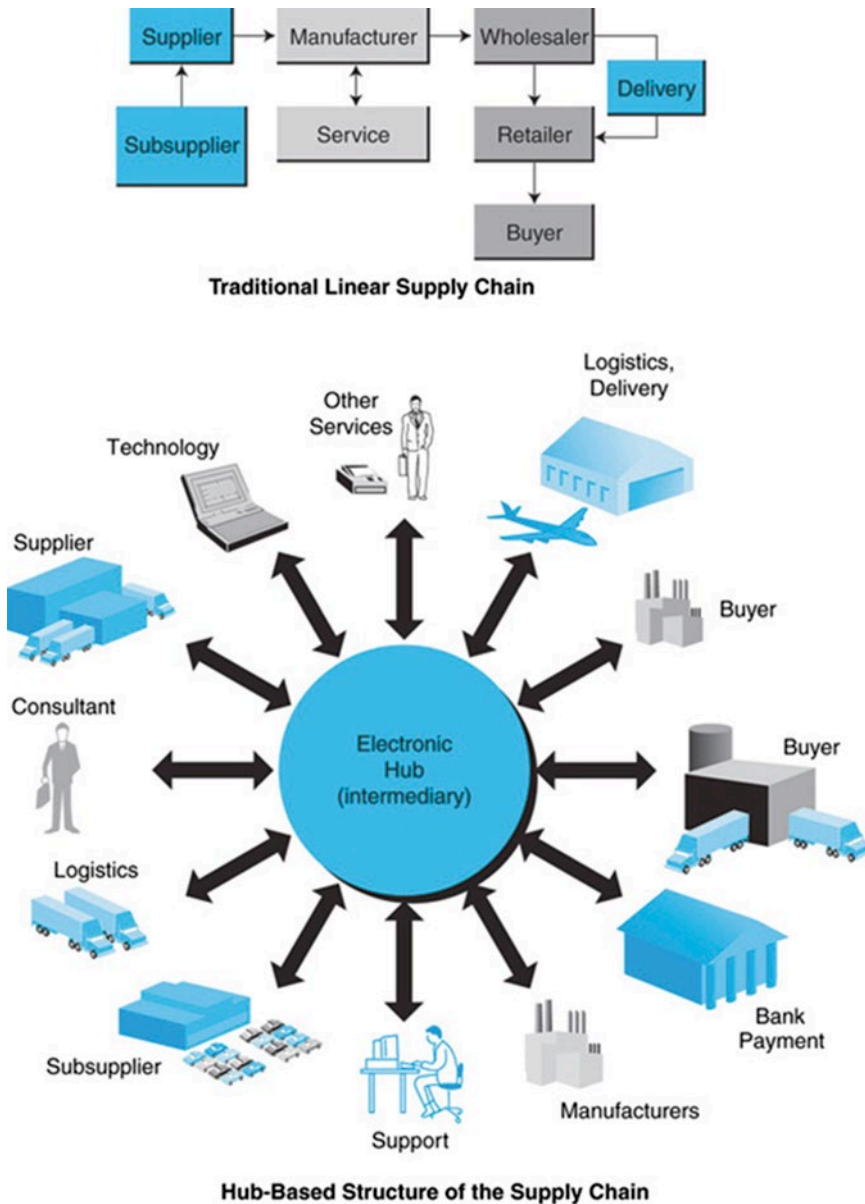 Supplier
Manufacturer
Wholesaler
Delivery
Subsupplier
Service
Retailer
Buyer
Traditional Linear Supply Chain
Logistics,
Delivery
Other
Services
Technology
Supplier
Buyer
Consultant
Electronic
Hub
(intermediary)
Buyer
Logistics
Bank
Payment
Subsupplier
Manufacturers
Support
Hub-Based Structure of the Supply Chain